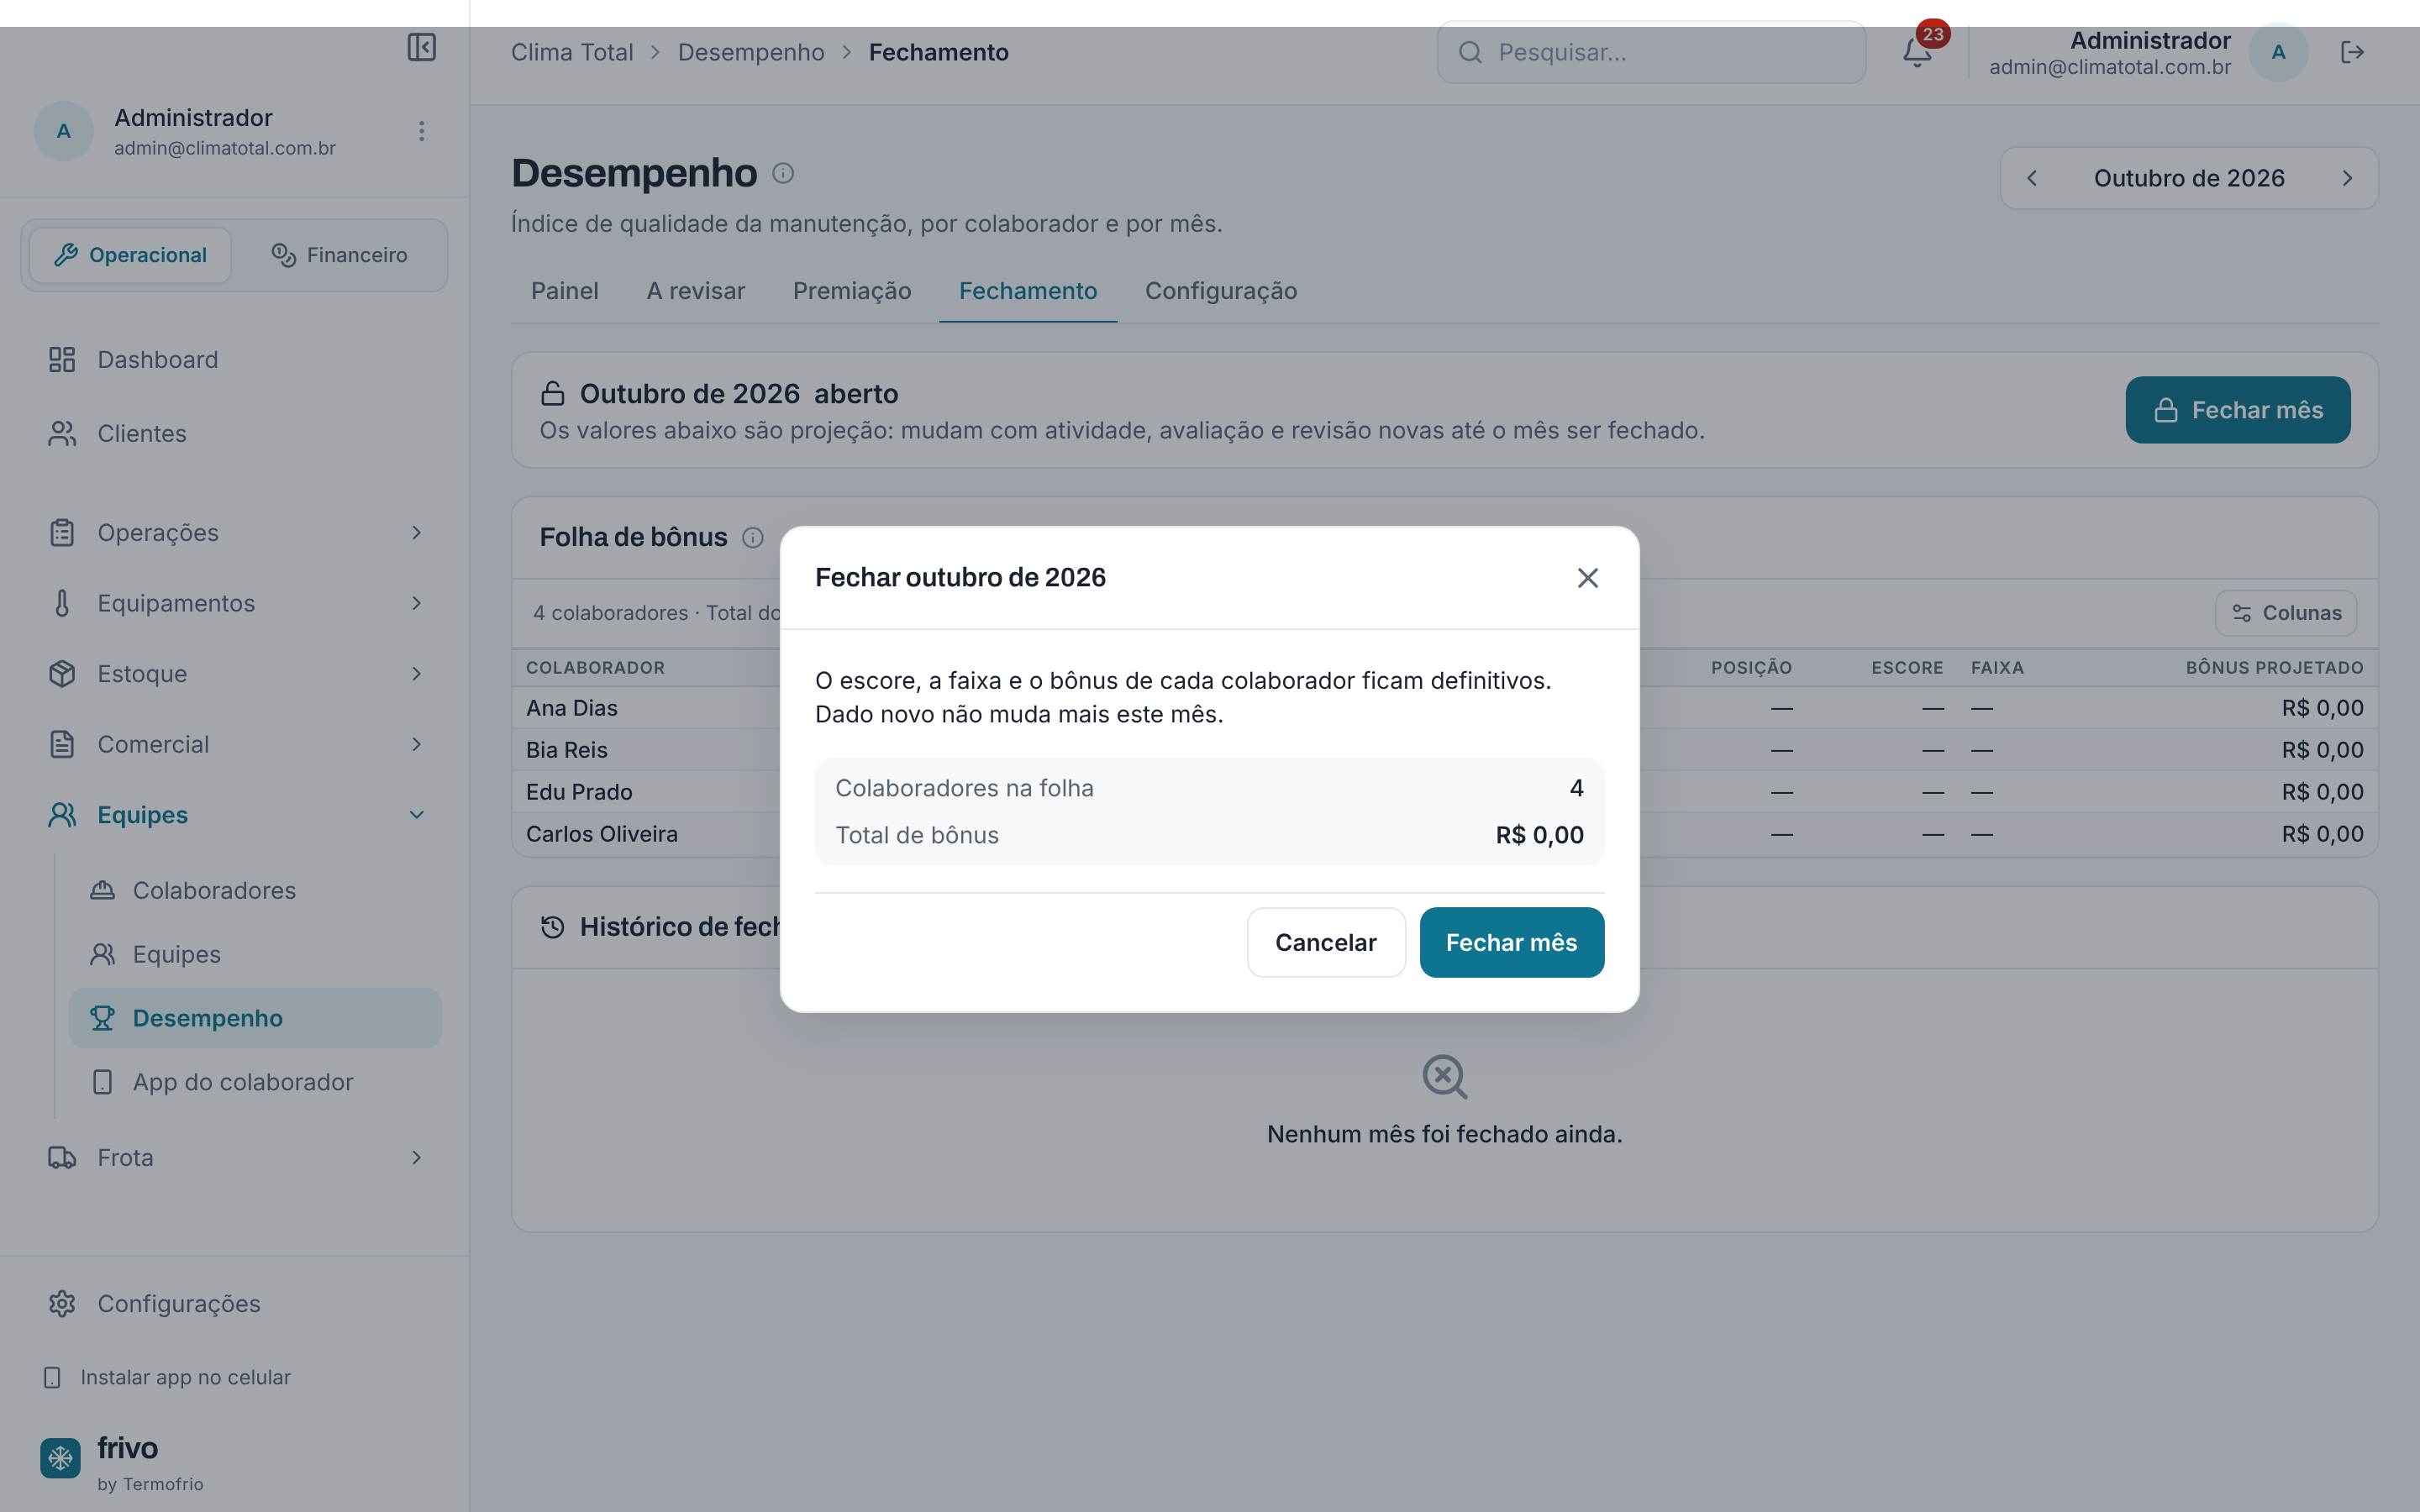 Clima Total > Desempenho > Fechamento
Pesquisar...
23
Administrador
admin@climatotal.com.br
A
A
Administrador
admin@climatotal.com.br
Operacional
Financeiro
Dashboard
Clientes
Operações
Equipamentos
Estoque
Comercial
Equipes
Colaboradores
Equipes
Desempenho
App do colaborador
Frota
Configurações
Instalar app no celular
frivo
by Termofrio
Desempenho
Índice de qualidade da manutenção, por colaborador e por mês.
Outubro de 2026
Painel
A revisar
Premiação
Fechamento
Configuração
Outubro de 2026 aberto
Os valores abaixo são projeção: mudam com atividade, avaliação e revisão novas até o mês ser fechado.
Fechar mês
Folha de bônus
4 colaboradores · Total do
Colunas
COLABORADOR POSIÇÃO ESCORE FAIXA BÔNUS PROJETADO
Ana Dias — — — R$ 0,00
Bia Reis — — — R$ 0,00
Edu Prado — — — R$ 0,00
Carlos Oliveira — — — R$ 0,00
Histórico de fech
Nenhum mês foi fechado ainda.
Fechar outubro de 2026
O escore, a faixa e o bônus de cada colaborador ficam definitivos.
Dado novo não muda mais este mês.
Colaboradores na folha 4
Total de bônus R$ 0,00
Cancelar
Fechar mês